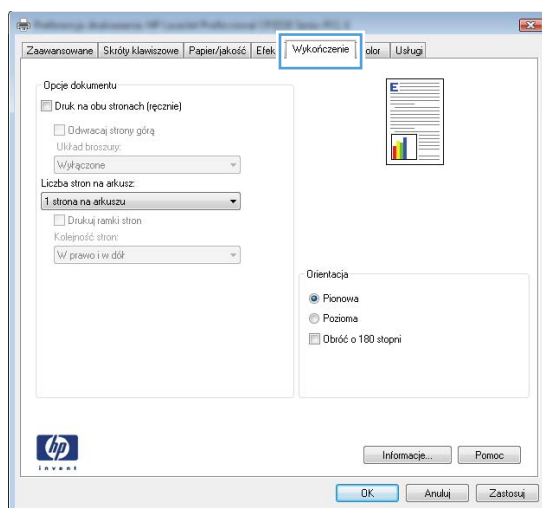 Zaawansowane Skróty klawiszowe Papier/jakość Efek Wykończenie olor Usługi
Opcje dokumentu
Druk na obu stronach (ręcznie)
Odwracaj strony górą
Układ broszury:
Wyłączone
Liczba stron na arkusz:
1 strona na arkuszu
Drukuj ramki stron
Kolejność stron:
W prawo i w dół
E
Orientacja
Pionowa
Pozioma
Obróć o 180 stopni
hp
invent
Informacje... Pomoc
OK Anuluj Zastosuj